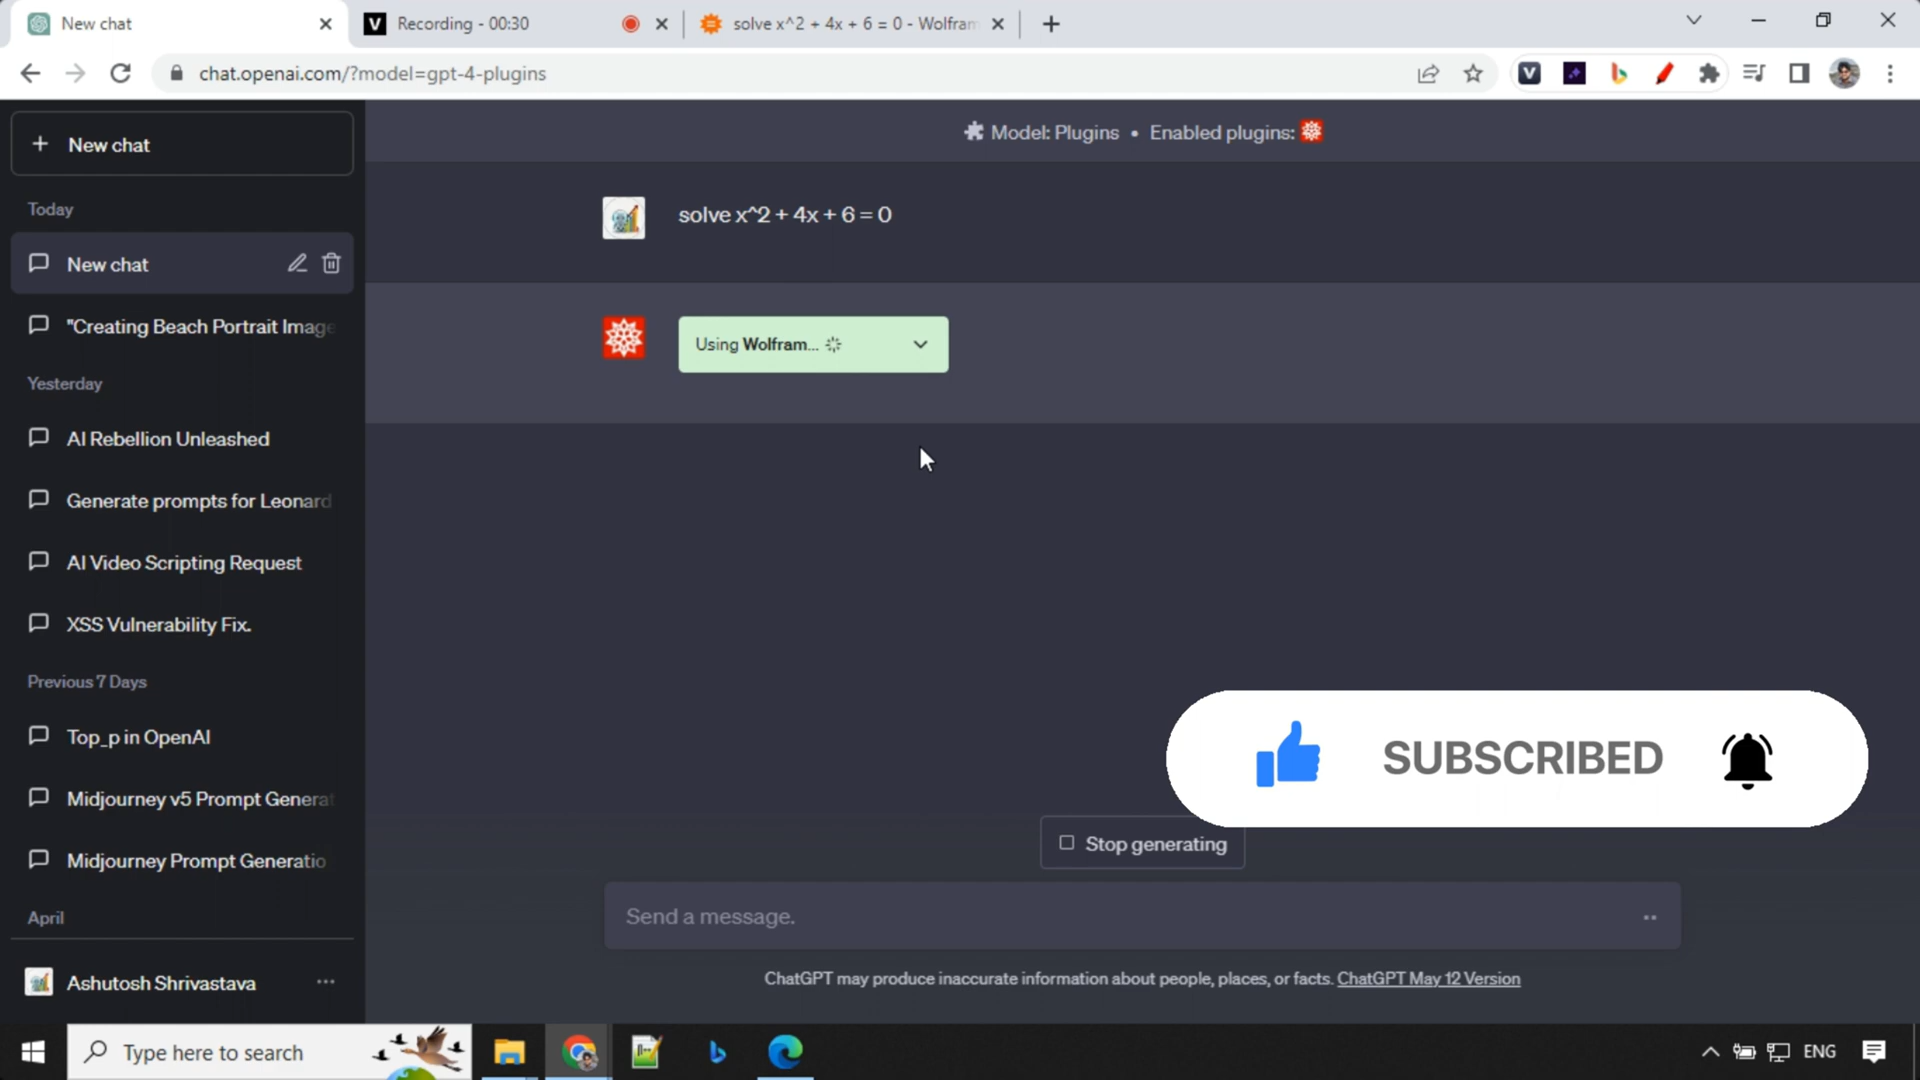 New chat
Recording - 00:30
solve x^2 + 4x + 6 = 0 - Wolfram
chat.openai.com/?model=gpt-4-plugins
New chat
Model: Plugins • Enabled plugins:
Today
solve x^2 + 4x + 6 = 0
New chat
"Creating Beach Portrait Image
Using Wolfram...
Yesterday
AI Rebellion Unleashed
Generate prompts for Leonard
AI Video Scripting Request
XSS Vulnerability Fix.
Previous 7 Days
Top_p in OpenAI
SUBSCRIBED
Midjourney v5 Prompt Generat
Stop generating
Midjourney Prompt Generatio
April
Send a message.
Ashutosh Shrivastava
ChatGPT may produce inaccurate information about people, places, or facts. ChatGPT May 12 Version
Type here to search
ENG